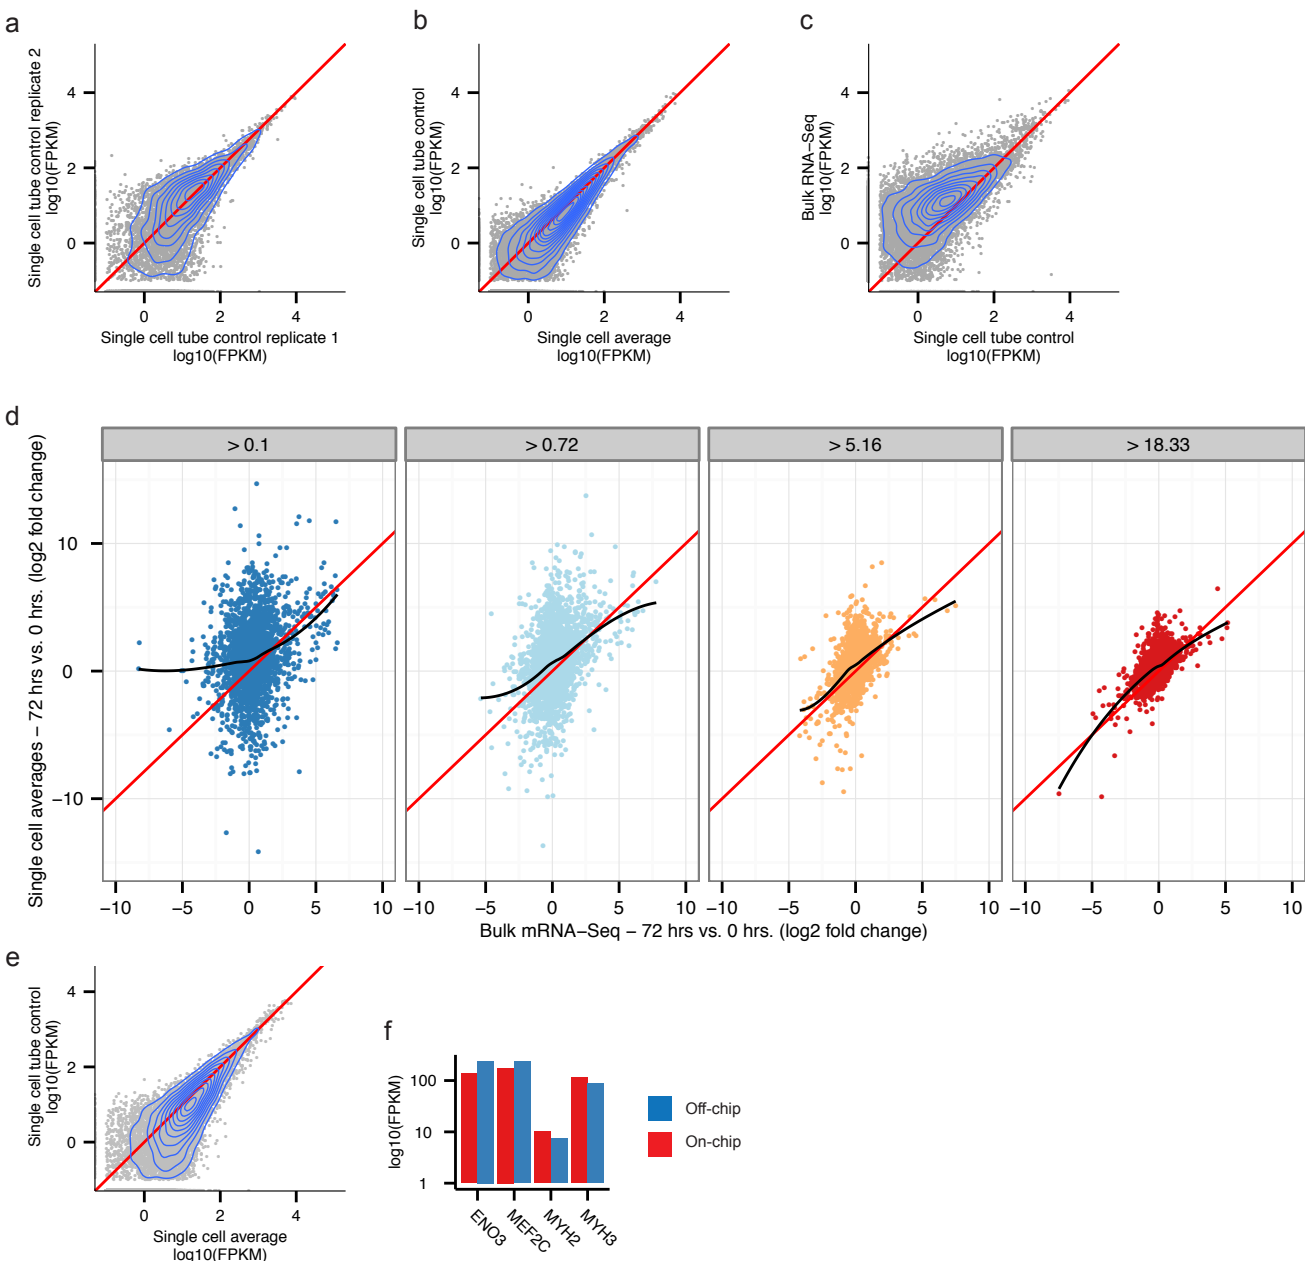 a
Single cell tube control replicate 2
log10(FPKM)
4
2
0
0 2 4
Single cell tube control replicate 1
log10(FPKM)
b
Single cell tube control
log10(FPKM)
4
2
0
0 2 4
Single cell average
log10(FPKM)
c
Bulk RNA−Seq
log10(FPKM)
4
2
0
0 2 4
Single cell tube control
log10(FPKM)
d
Single cell averages − 72 hrs vs. 0 hrs. (log2 fold change)
> 0.1
> 0.72
> 5.16
> 18.33
10
0
−10
−10 −5 0 5 10
−5 0 5 10
−10 −5 0 5 10
−10 −5 0 5 10
Bulk mRNA−Seq − 72 hrs vs. 0 hrs. (log2 fold change)
e
Single cell tube control
log10(FPKM)
4
2
0
0 2 4
Single cell average
log10(FPKM)
f
log10(FPKM)
100
10
1
ENO3
MEF2C
MYH2
MYH3
Off-chip
On-chip